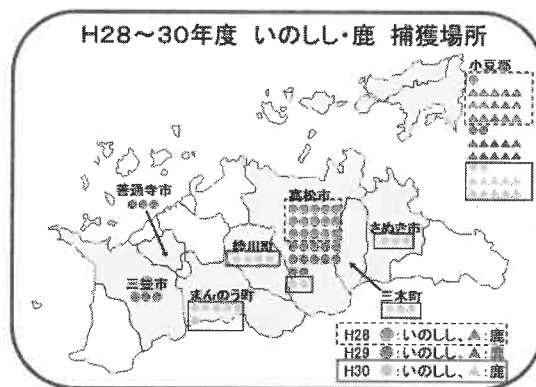 H28～30年度 いのしし・鹿 捕獲場所
小豆郡
善通寺市
高松市
さぬき市
綾川町
三豊市
まんのう町
三木町
H28 ●:いのしし、▲:鹿
H29 ●:いのしし、▲:鹿
H30 ●:いのしし、▲:鹿